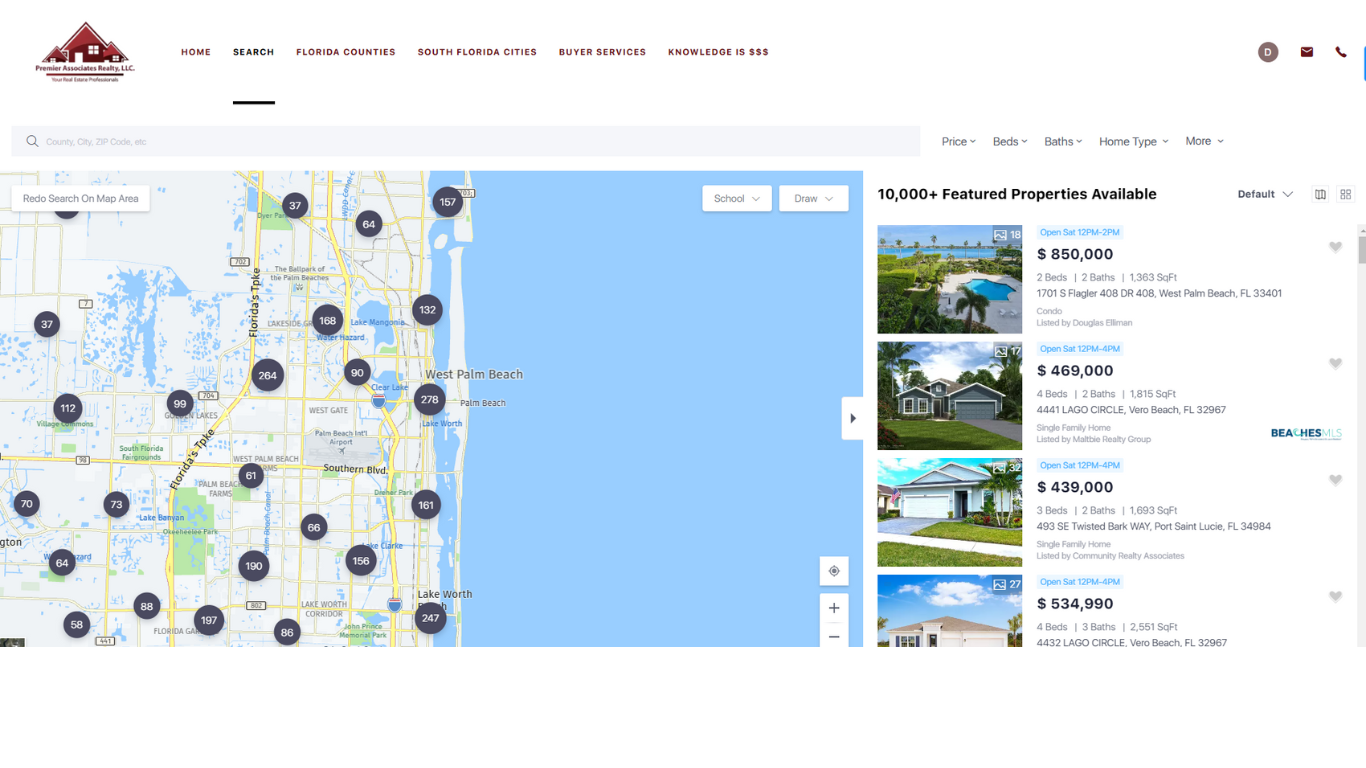 Premier Associates Realty, LLC.
Your Real Estate Professionals
HOME
SEARCH
FLORIDA COUNTIES
SOUTH FLORIDA CITIES
BUYER SERVICES
KNOWLEDGE IS $$$
D
County, City, ZIP Code, etc.
Price
Beds
Baths
Home Type
More
Redo Search On Map Area
School
Draw
37
64
157
Dyer Par
702
The Ballpark of
the Palm Beaches
Florida's Tpke
7
37
168
132
LAKESIDE GR
Lake Mangonia
Water Hazard
264
90
West Palm Beach
Clear Lake
99
704
278
Palm Beach
112
GOLDEN LAKES
WEST GATE
Village Commons
Lake Worth
Florida's Tpke
Palm Beach Int'l
Airport
South Florida
Fairgrounds
98
WEST PALM BEACH
FARMS
Southern Blvd.
61
PALM BEACH
FARMS
Dreher Park
70
73
161
Lake Banyan
66
Okeeheelee Park
Palm Beach Canal
gton
Lake Clarke
64
190
156
Lake Worth
88
802
LAKE WORTH
CORRIDOR
58
197
247
FLORIDA GA
86
John Prince
Memorial Park
441
10,000+ Featured Properties Available
Default
18
Open Sat 12PM-2PM
$ 850,000
2 Beds | 2 Baths | 1,363 SqFt
1701 S Flagler 408 DR 408, West Palm Beach, FL 33401
Condo
Listed by Douglas Elliman
17
Open Sat 12PM-4PM
$ 469,000
4 Beds | 2 Baths | 1,815 SqFt
4441 LAGO CIRCLE, Vero Beach, FL 32967
Single Family Home
Listed by Maltbie Realty Group
BEACHESMLS
32
Open Sat 12PM-4PM
$ 439,000
3 Beds | 2 Baths | 1,693 SqFt
493 SE Twisted Bark WAY, Port Saint Lucie, FL 34984
Single Family Home
Listed by Community Realty Associates
27
Open Sat 12PM-4PM
$ 534,990
4 Beds | 3 Baths | 2,551 SqFt
4432 LAGO CIRCLE, Vero Beach, FL 32967